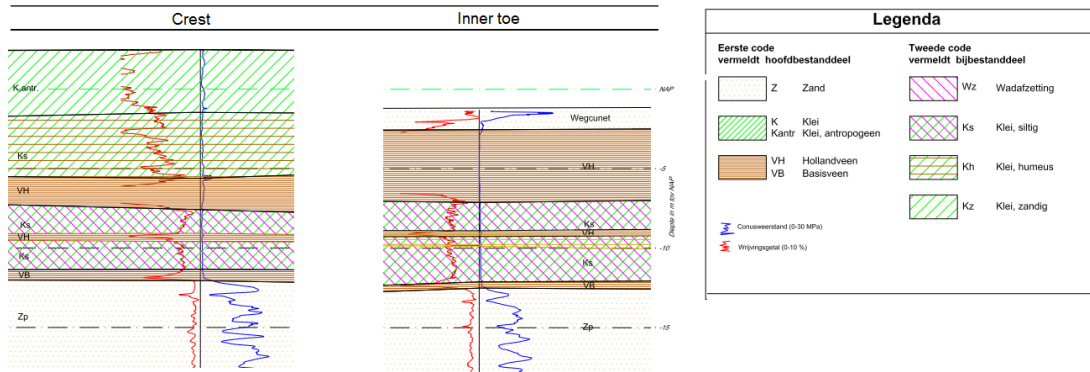 Crest
Inner toe
K.antr.
Ks
VH
Ks
VH
Ks
VB
Zp
NAP
Wegcunet
VH
-5
Ks
VH
-10
Ks
VB
Zp
-15
Diepte in m tov NAP
Legenda
Eerste code
vermeldt hoofdbestanddeel
Z Zand
K Klei
Kantr Klei, antropogeen
VH Hollandveen
VB Basisveen
Conusweerstand (0-30 MPa)
Wrijvingsgetal (0-10 %)
Tweede code
vermeldt bijbestanddeel
Wz Wadafzetting
Ks Klei, siltig
Kh Klei, humeus
Kz Klei, zandig